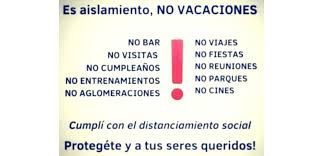 Es aislamiento, NO VACACIONES
NO BAR
NO VISITAS
NO CUMPLEAÑOS
NO ENTRENAMIENTOS
NO AGLOMERACIONES
!
NO VIAJES
NO FIESTAS
NO REUNIONES
NO PARQUES
NO CINES
Cumplí con el distanciamiento social
Protegéte y a tus seres queridos!